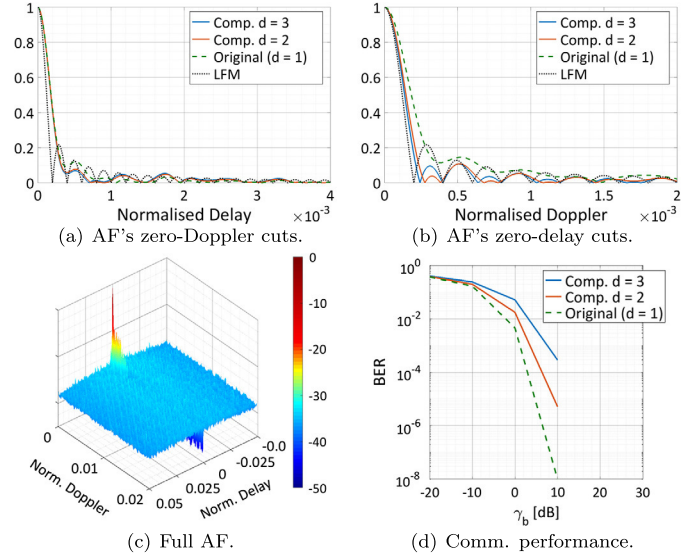 1
0.8
0.6
0.4
0.2
0
0 1 2 3 4
Comp. d = 3
Comp. d = 2
Original (d = 1)
LFM
Normalised Delay ×10⁻³
(a) AF's zero-Doppler cuts.
1
0.8
0.6
0.4
0.2
0
0 0.5 1 1.5 2
Comp. d = 3
Comp. d = 2
Original (d = 1)
LFM
Normalised Doppler ×10⁻³
(b) AF's zero-delay cuts.
0
-10
-20
-30
-40
-50
0
0.01
0.02
Norm. Doppler
-0.0
-0.025
0
0.025
0.05
Norm. Delay
(c) Full AF.
10⁰
10⁻²
10⁻⁴
10⁻⁶
10⁻⁸
BER
Comp. d = 3
Comp. d = 2
Original (d = 1)
-20 -10 0 10 20 30
γb [dB]
(d) Comm. performance.